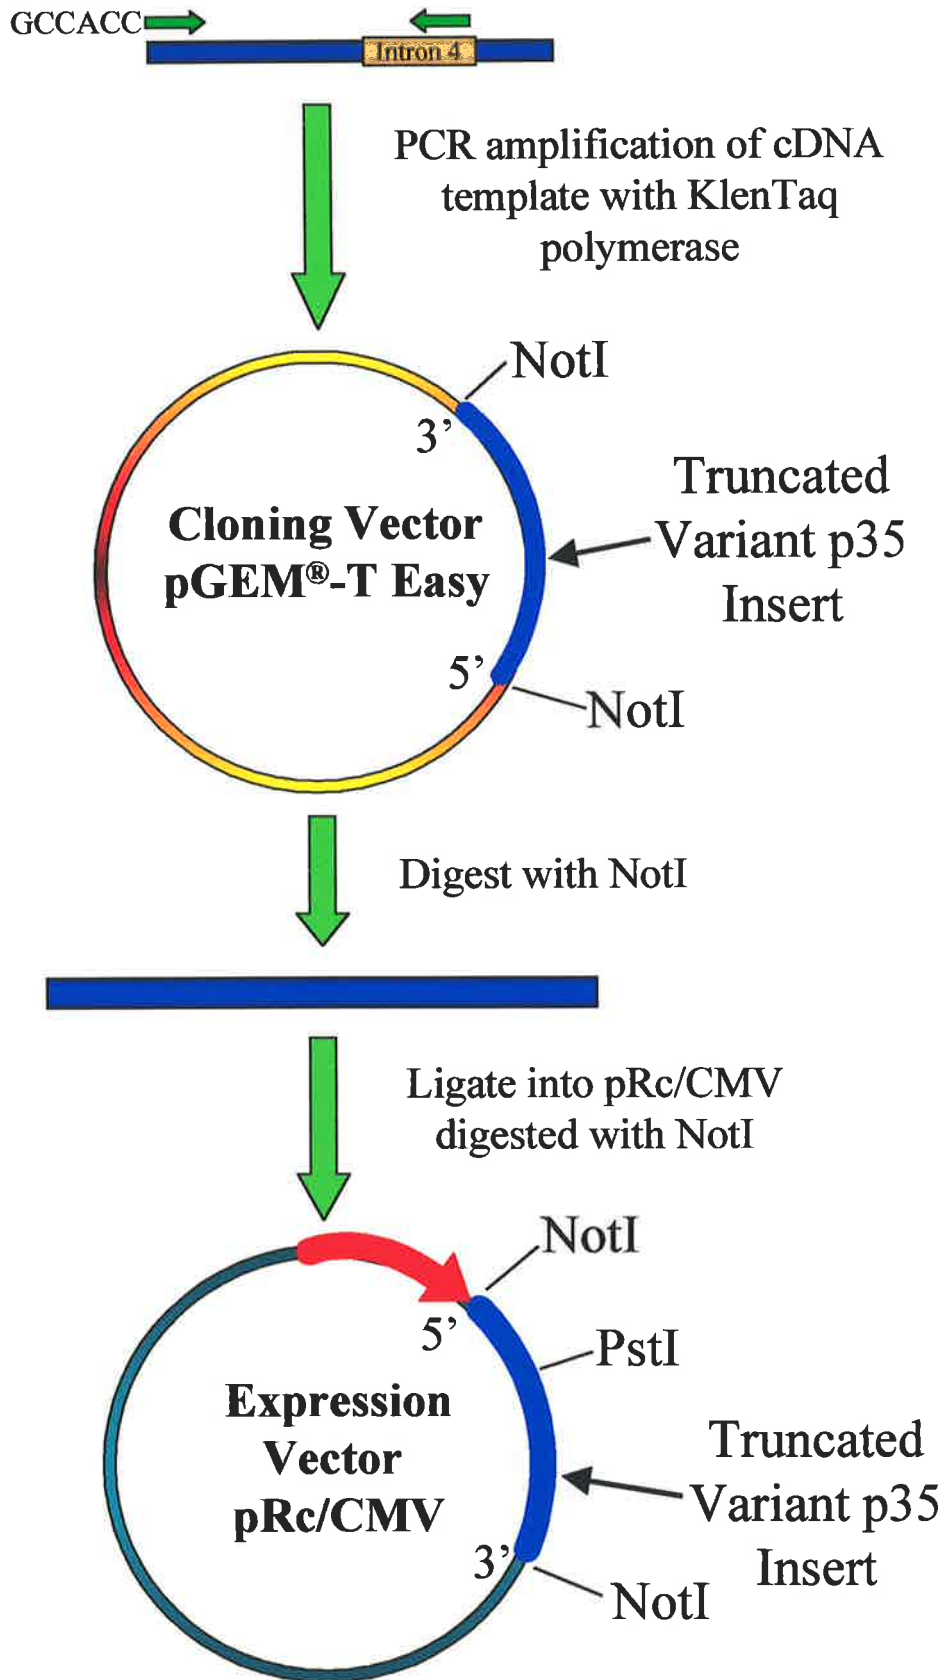 GCCACC
Intron 4
PCR amplification of cDNA
template with KlenTaq
polymerase
NotI
3’
Cloning Vector
pGEM®-T Easy
Truncated
Variant p35
Insert
5’
NotI
Digest with NotI
Ligate into pRc/CMV
digested with NotI
NotI
5’
PstI
Expression
Vector
pRc/CMV
Truncated
Variant p35
Insert
3’
NotI